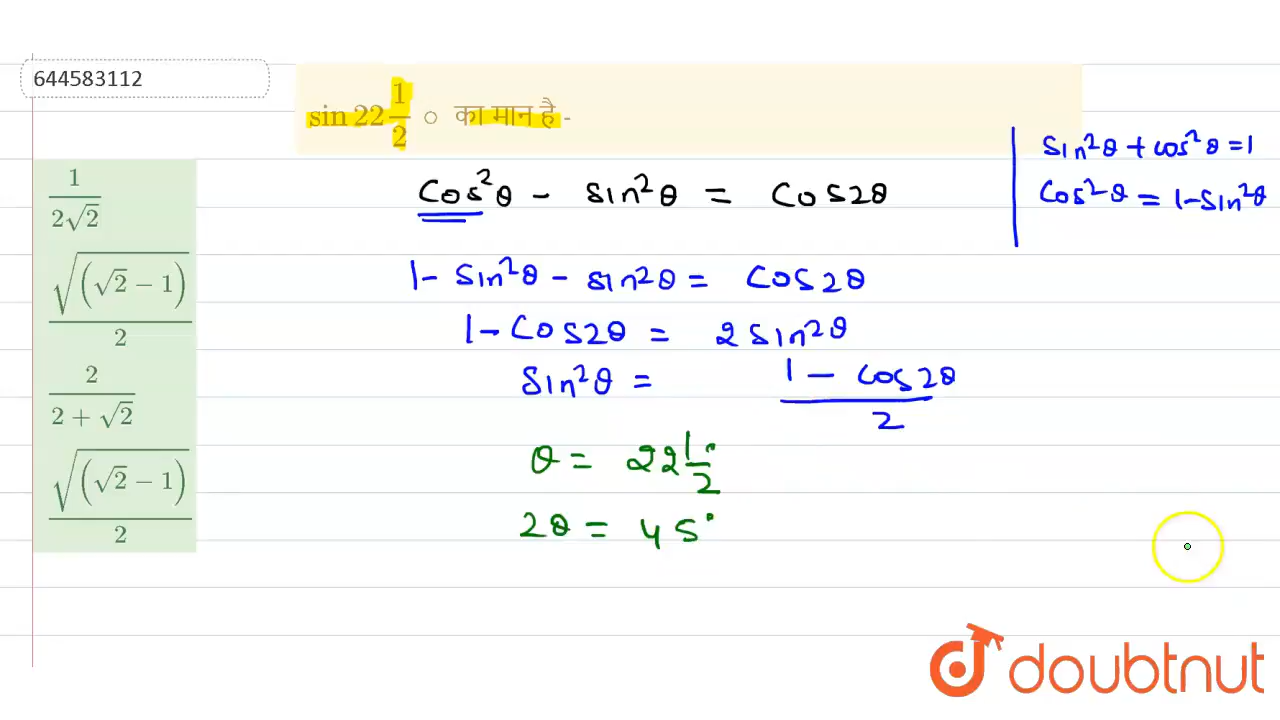 644583112
sin 22 1/2 ○ का मान है -
1/(2√2)
√((√2 − 1))/2
2/(2 + √2)
√((√2 − 1))/2
cos²θ − sin²θ = cos2θ
sin²θ + cos²θ = 1
cos²θ = 1 − sin²θ
1 − sin²θ − sin²θ = cos2θ
1 − cos2θ = 2 sin²θ
sin²θ = (1 − cos2θ)/2
θ = 22 1/2°
2θ = 45°
doubtnut